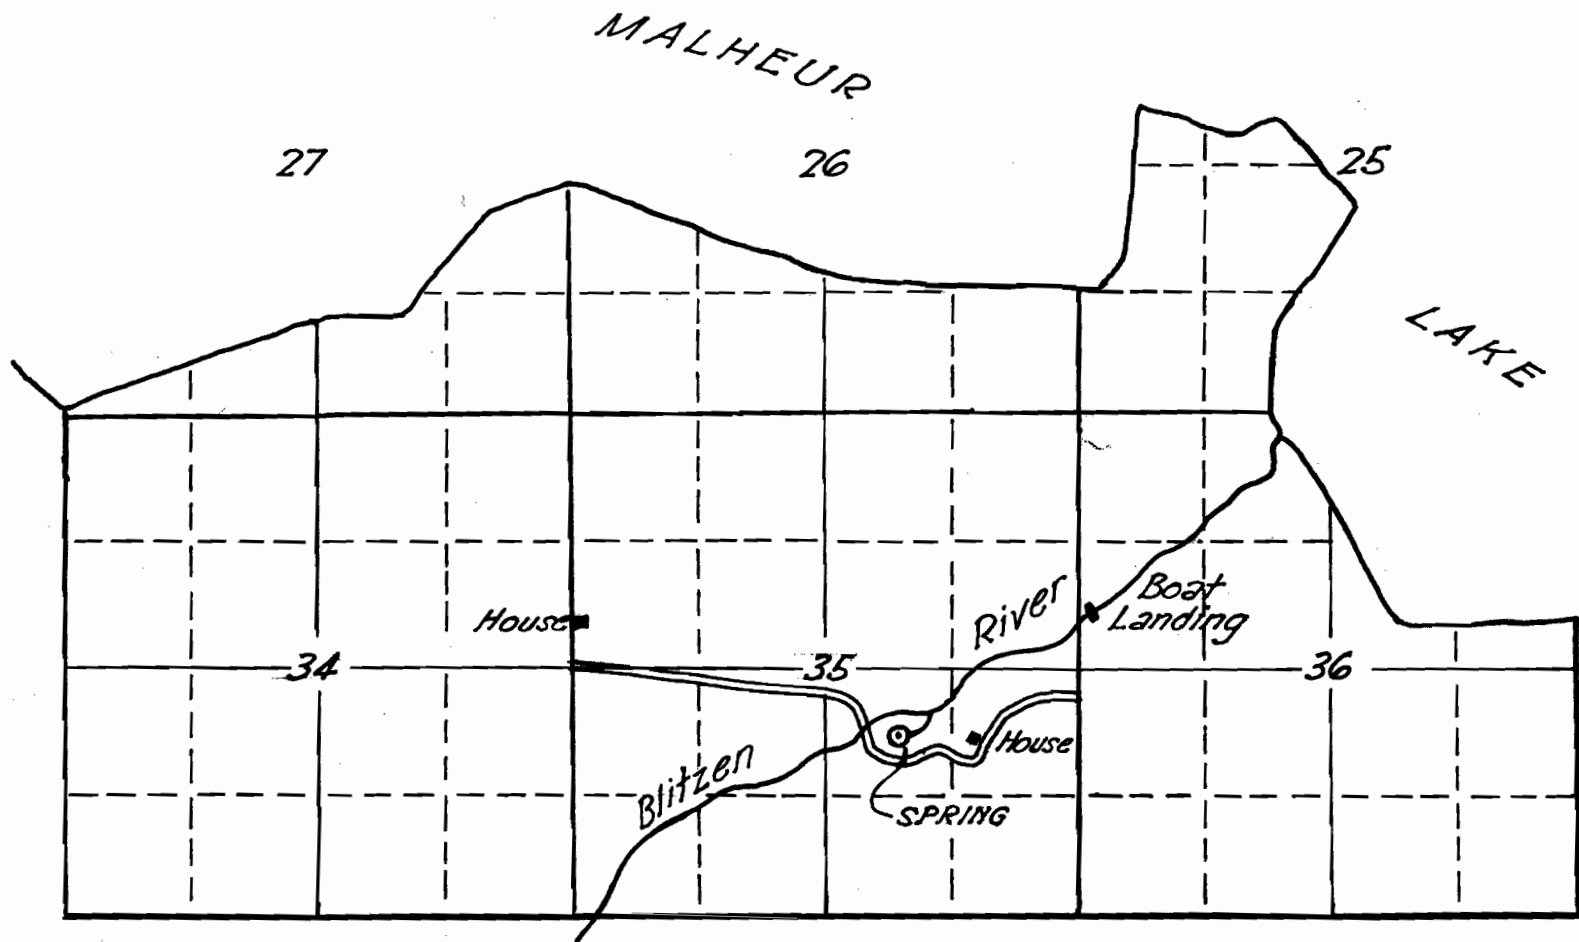 MALHEUR
27
26
25
LAKE
House
River
Boat
Landing
34
35
36
House
Blitzen
SPRING